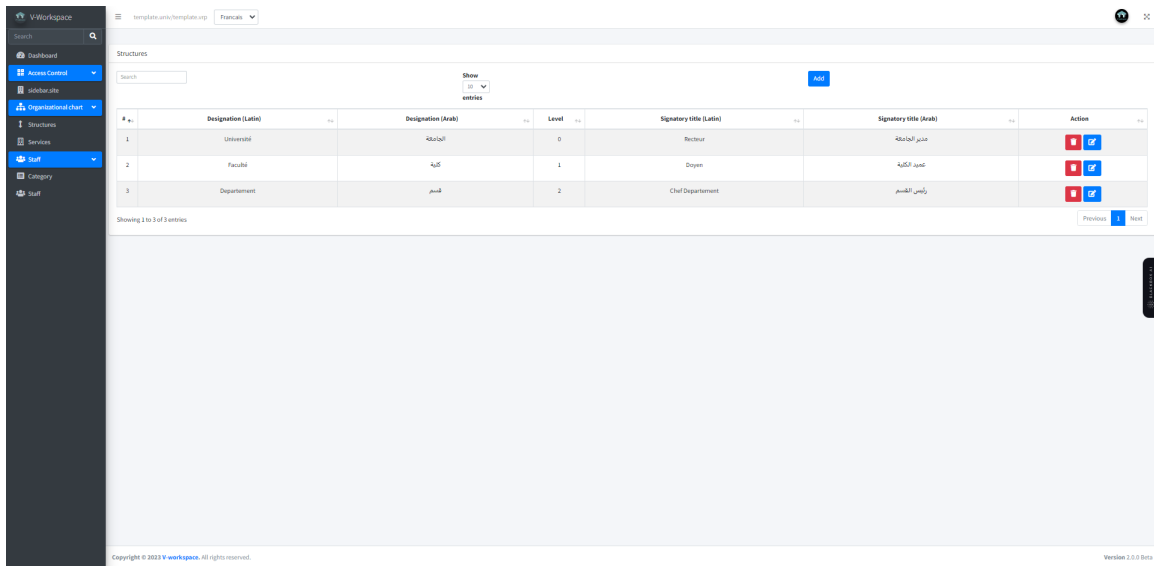 V-Workspace
template.univ/template.urp Francais
Search
Dashboard
Access Control
sidebar.site
Organizational chart
Structures
Services
Staff
Category
Staff
Structures
Search
Show
10
entries
Add
# Designation (Latin) Designation (Arab) Level Signatory title (Latin) Signatory title (Arab) Action
1 Université الجامعة 0 Recteur مدير الجامعة
2 Faculté كلية 1 Doyen عميد الكلية
3 Departement قسم 2 Chef Departement رئيس القسم
Showing 1 to 3 of 3 entries
Previous 1 Next
Copyright © 2023 V-workspace. All rights reserved.
Version 2.0.0 Beta